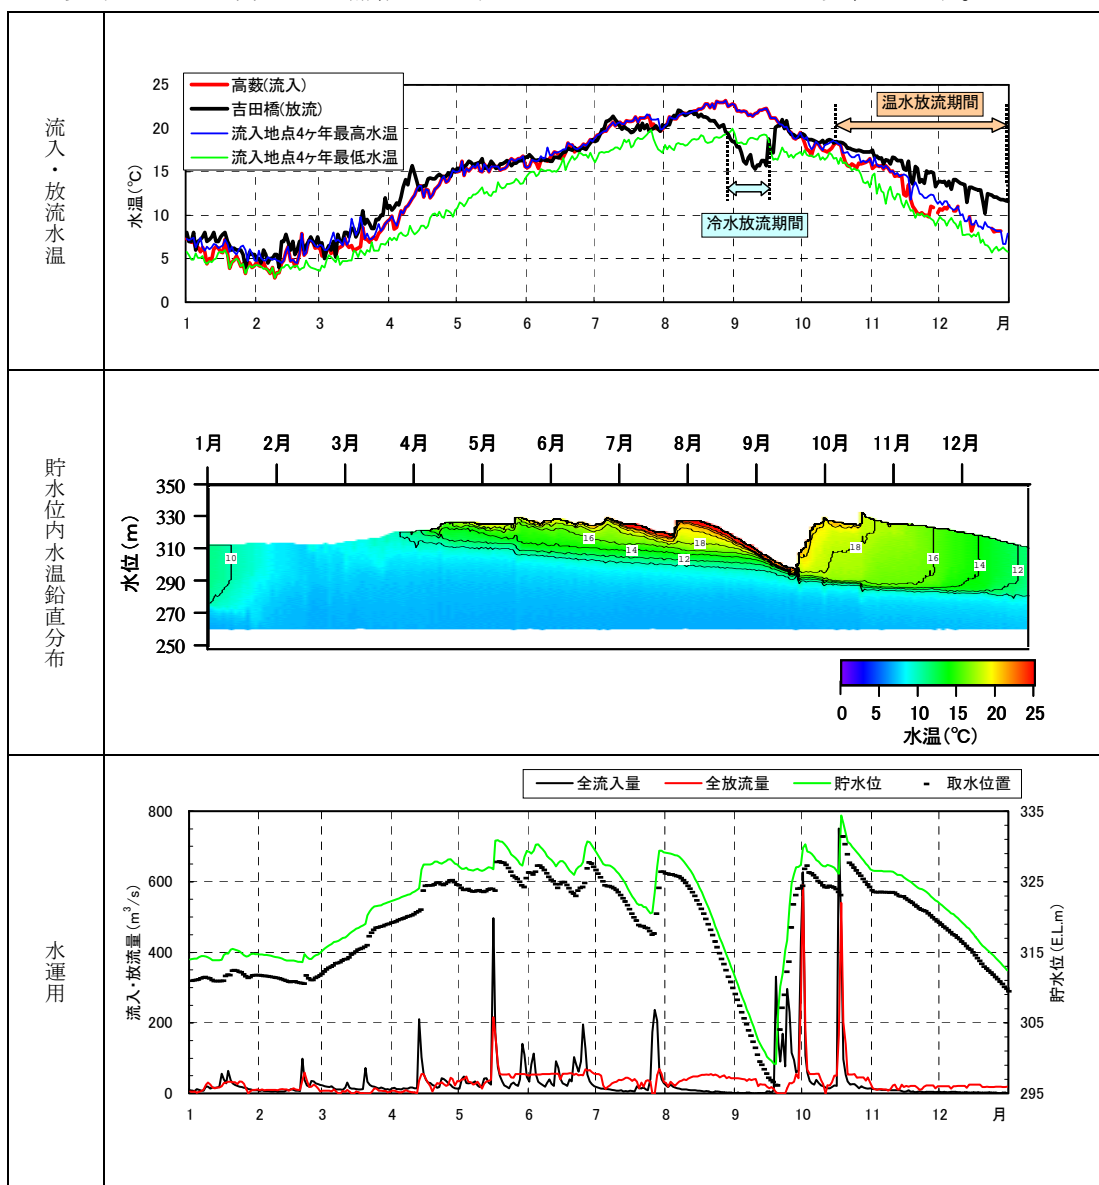 流入・放流水温
25
20
15
10
5
0
水温(℃)
高薮(流入)
吉田橋(放流)
流入地点4ヶ年最高水温
流入地点4ヶ年最低水温
温水放流期間
冷水放流期間
1 2 3 4 5 6 7 8 9 10 11 12 月
貯水位内水温鉛直分布
1月 2月 3月 4月 5月 6月 7月 8月 9月 10月 11月 12月
350
330
310
290
270
250
水位(m)
10
16
14
12
18
18
16
14
12
0 5 10 15 20 25
水温(℃)
水運用
全流入量 全放流量 貯水位 取水位置
800
600
400
200
0
流入・放流量(m³/s)
335
325
315
305
295
貯水位(E.L.m)
1 2 3 4 5 6 7 8 9 10 11 12 月